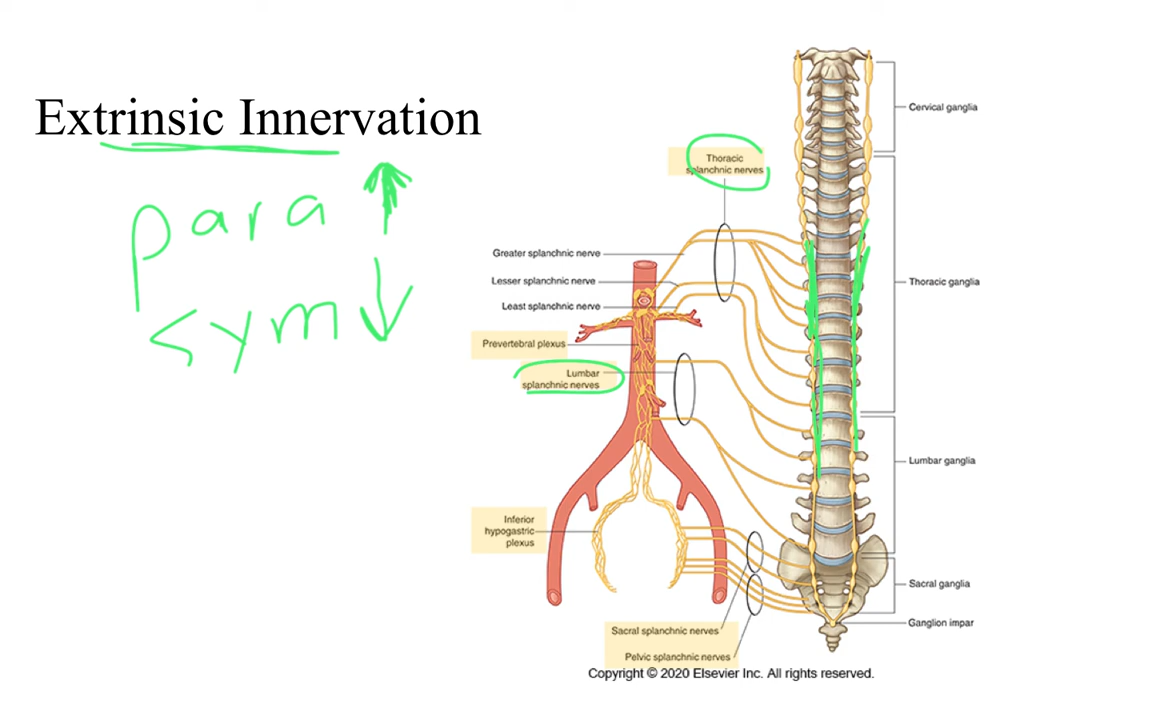 Extrinsic Innervation
para
sym
Cervical ganglia
Thoracic
splanchnic nerves
Greater splanchnic nerve
Lesser splanchnic nerve
Thoracic ganglia
Least splanchnic nerve
Prevertebral plexus
Lumbar
splanchnic nerves
Lumbar ganglia
Inferior
hypogastric
plexus
Sacral ganglia
Ganglion impar
Sacral splanchnic nerves
Pelvic splanchnic nerves
Copyright © 2020 Elsevier Inc. All rights reserved.